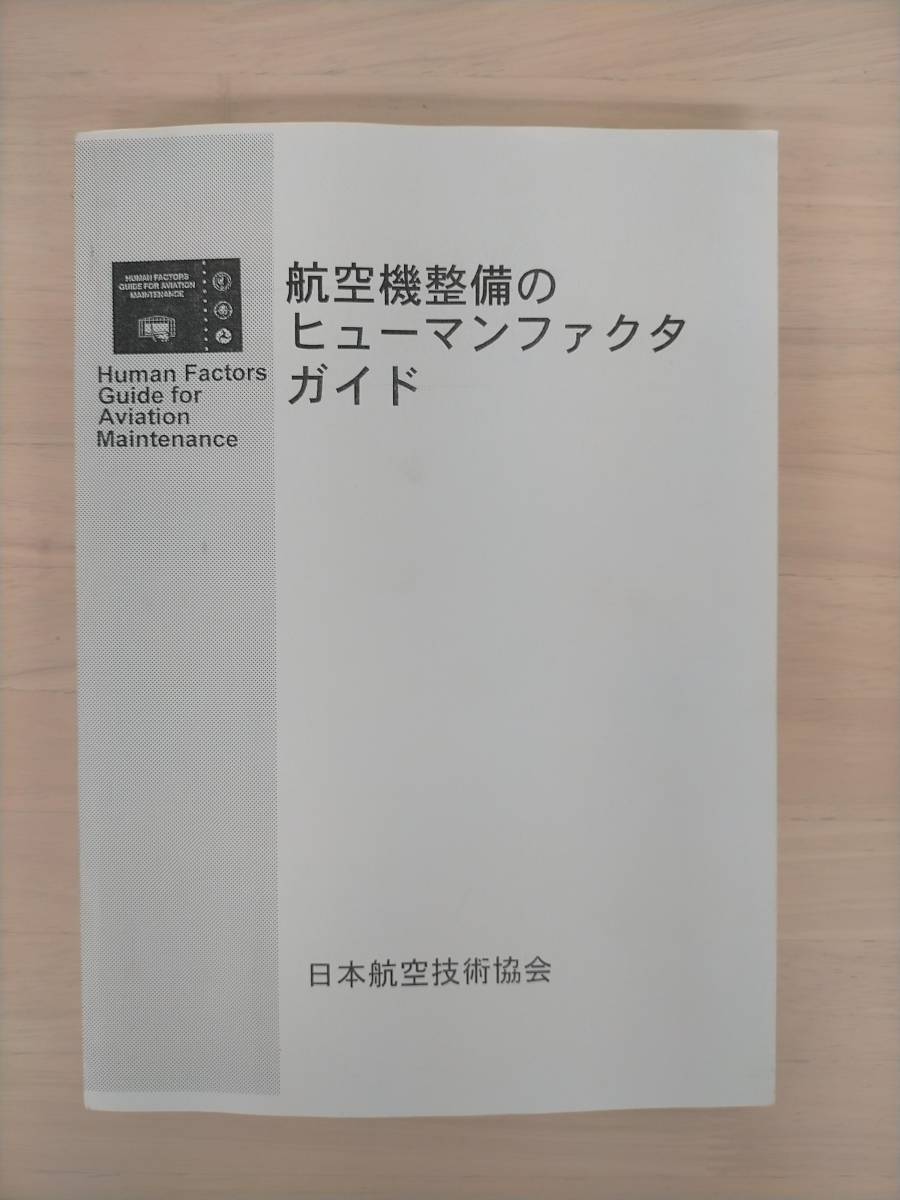 HUMAN FACTORS
GUIDE FOR AVIATION
MAINTENANCE
Human Factors
Guide for
Aviation
Maintenance
航空機整備の
ヒューマンファクタ
ガイド
日本航空技術協会